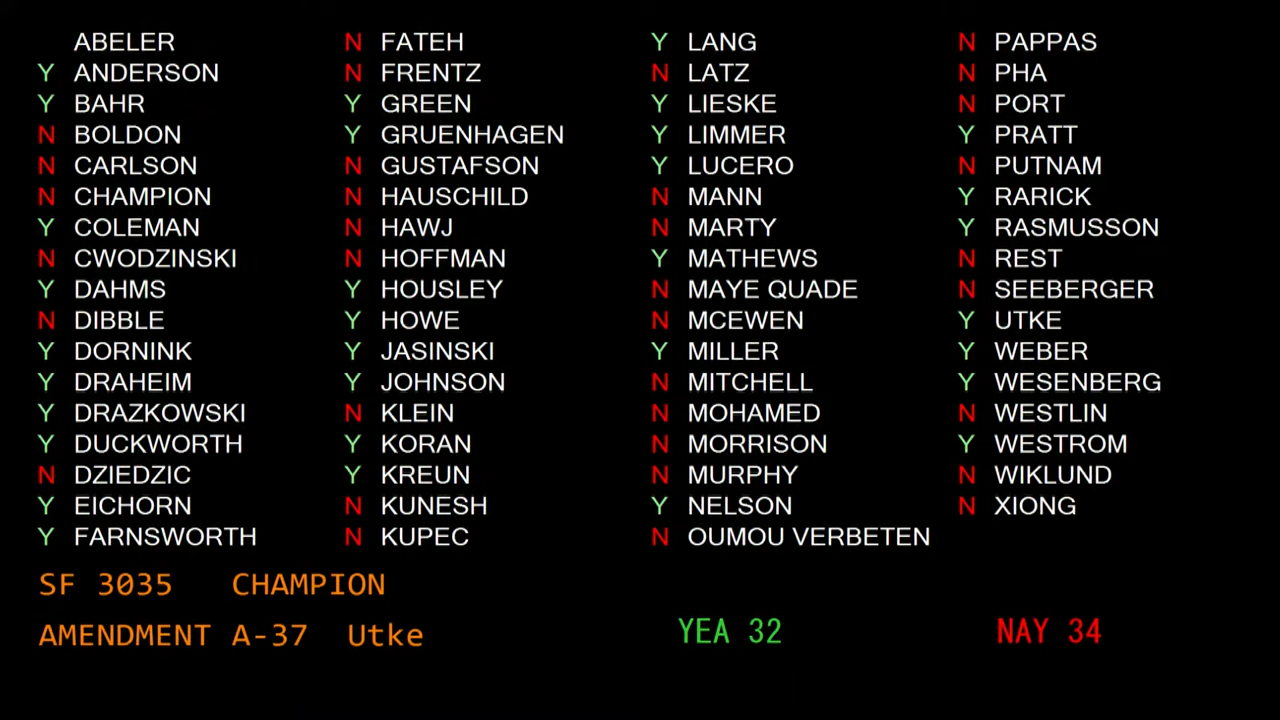 ABELER
Y ANDERSON
Y BAHR
N BOLDON
N CARLSON
N CHAMPION
Y COLEMAN
N CWODZINSKI
Y DAHMS
N DIBBLE
Y DORNINK
Y DRAHEIM
Y DRAZKOWSKI
Y DUCKWORTH
N DZIEDZIC
Y EICHORN
Y FARNSWORTH
N FATEH
N FRENTZ
Y GREEN
Y GRUENHAGEN
N GUSTAFSON
N HAUSCHILD
N HAWJ
N HOFFMAN
Y HOUSLEY
Y HOWE
Y JASINSKI
Y JOHNSON
N KLEIN
Y KORAN
Y KREUN
N KUNESH
N KUPEC
Y LANG
N LATZ
Y LIESKE
Y LIMMER
Y LUCERO
N MANN
N MARTY
Y MATHEWS
N MAYE QUADE
N MCEWEN
Y MILLER
N MITCHELL
N MOHAMED
N MORRISON
N MURPHY
Y NELSON
N OUMOU VERBETEN
N PAPPAS
N PHA
N PORT
Y PRATT
N PUTNAM
Y RARICK
Y RASMUSSON
N REST
N SEEBERGER
Y UTKE
Y WEBER
Y WESENBERG
N WESTLIN
Y WESTROM
N WIKLUND
N XIONG
SF 3035 CHAMPION
AMENDMENT A-37 Utke
YEA 32
NAY 34